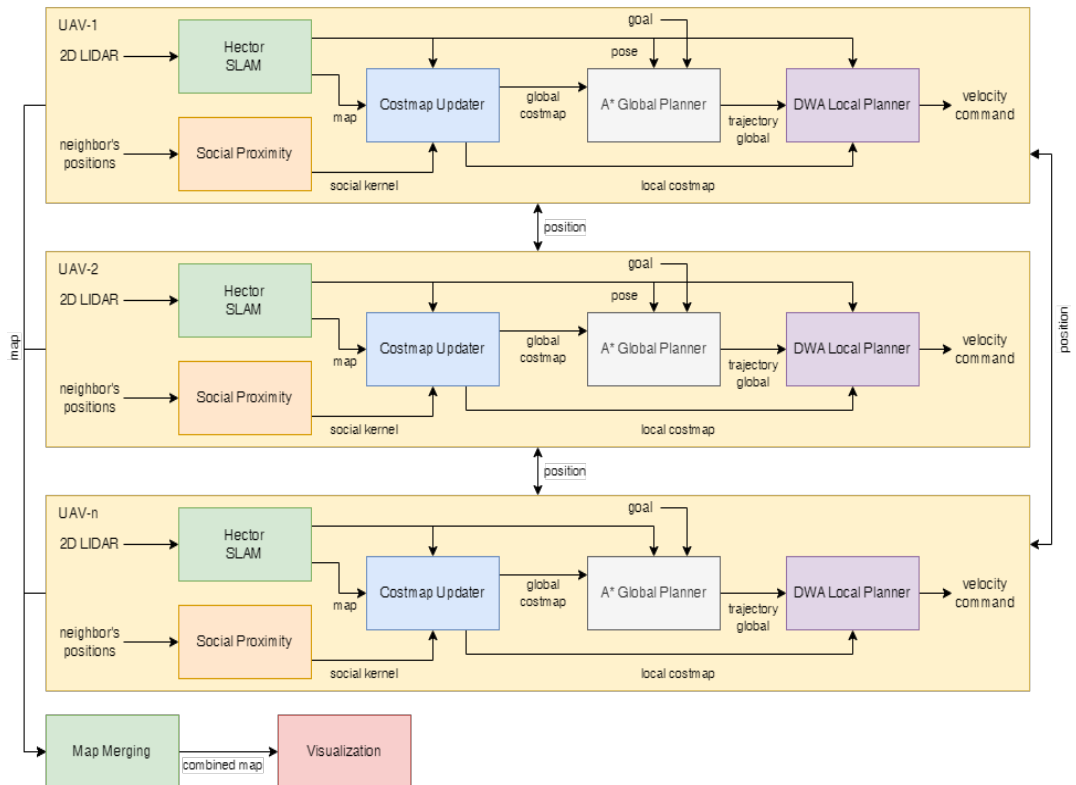 UAV-1
goal
2D LIDAR
Hector
SLAM
pose
Costmap Updater
global
costmap
A* Global Planner
DWA Local Planner
velocity
command
map
trajectory
global
neighbor's
positions
Social Proximity
social kernel
local costmap
position
UAV-2
goal
2D LIDAR
Hector
SLAM
pose
Costmap Updater
global
costmap
A* Global Planner
DWA Local Planner
velocity
command
map
trajectory
global
neighbor's
positions
Social Proximity
social kernel
local costmap
map
position
position
UAV-n
goal
2D LIDAR
Hector
SLAM
Costmap Updater
global
costmap
A* Global Planner
DWA Local Planner
velocity
command
map
trajectory
global
neighbor's
positions
Social Proximity
social kernel
local costmap
Map Merging
combined map
Visualization